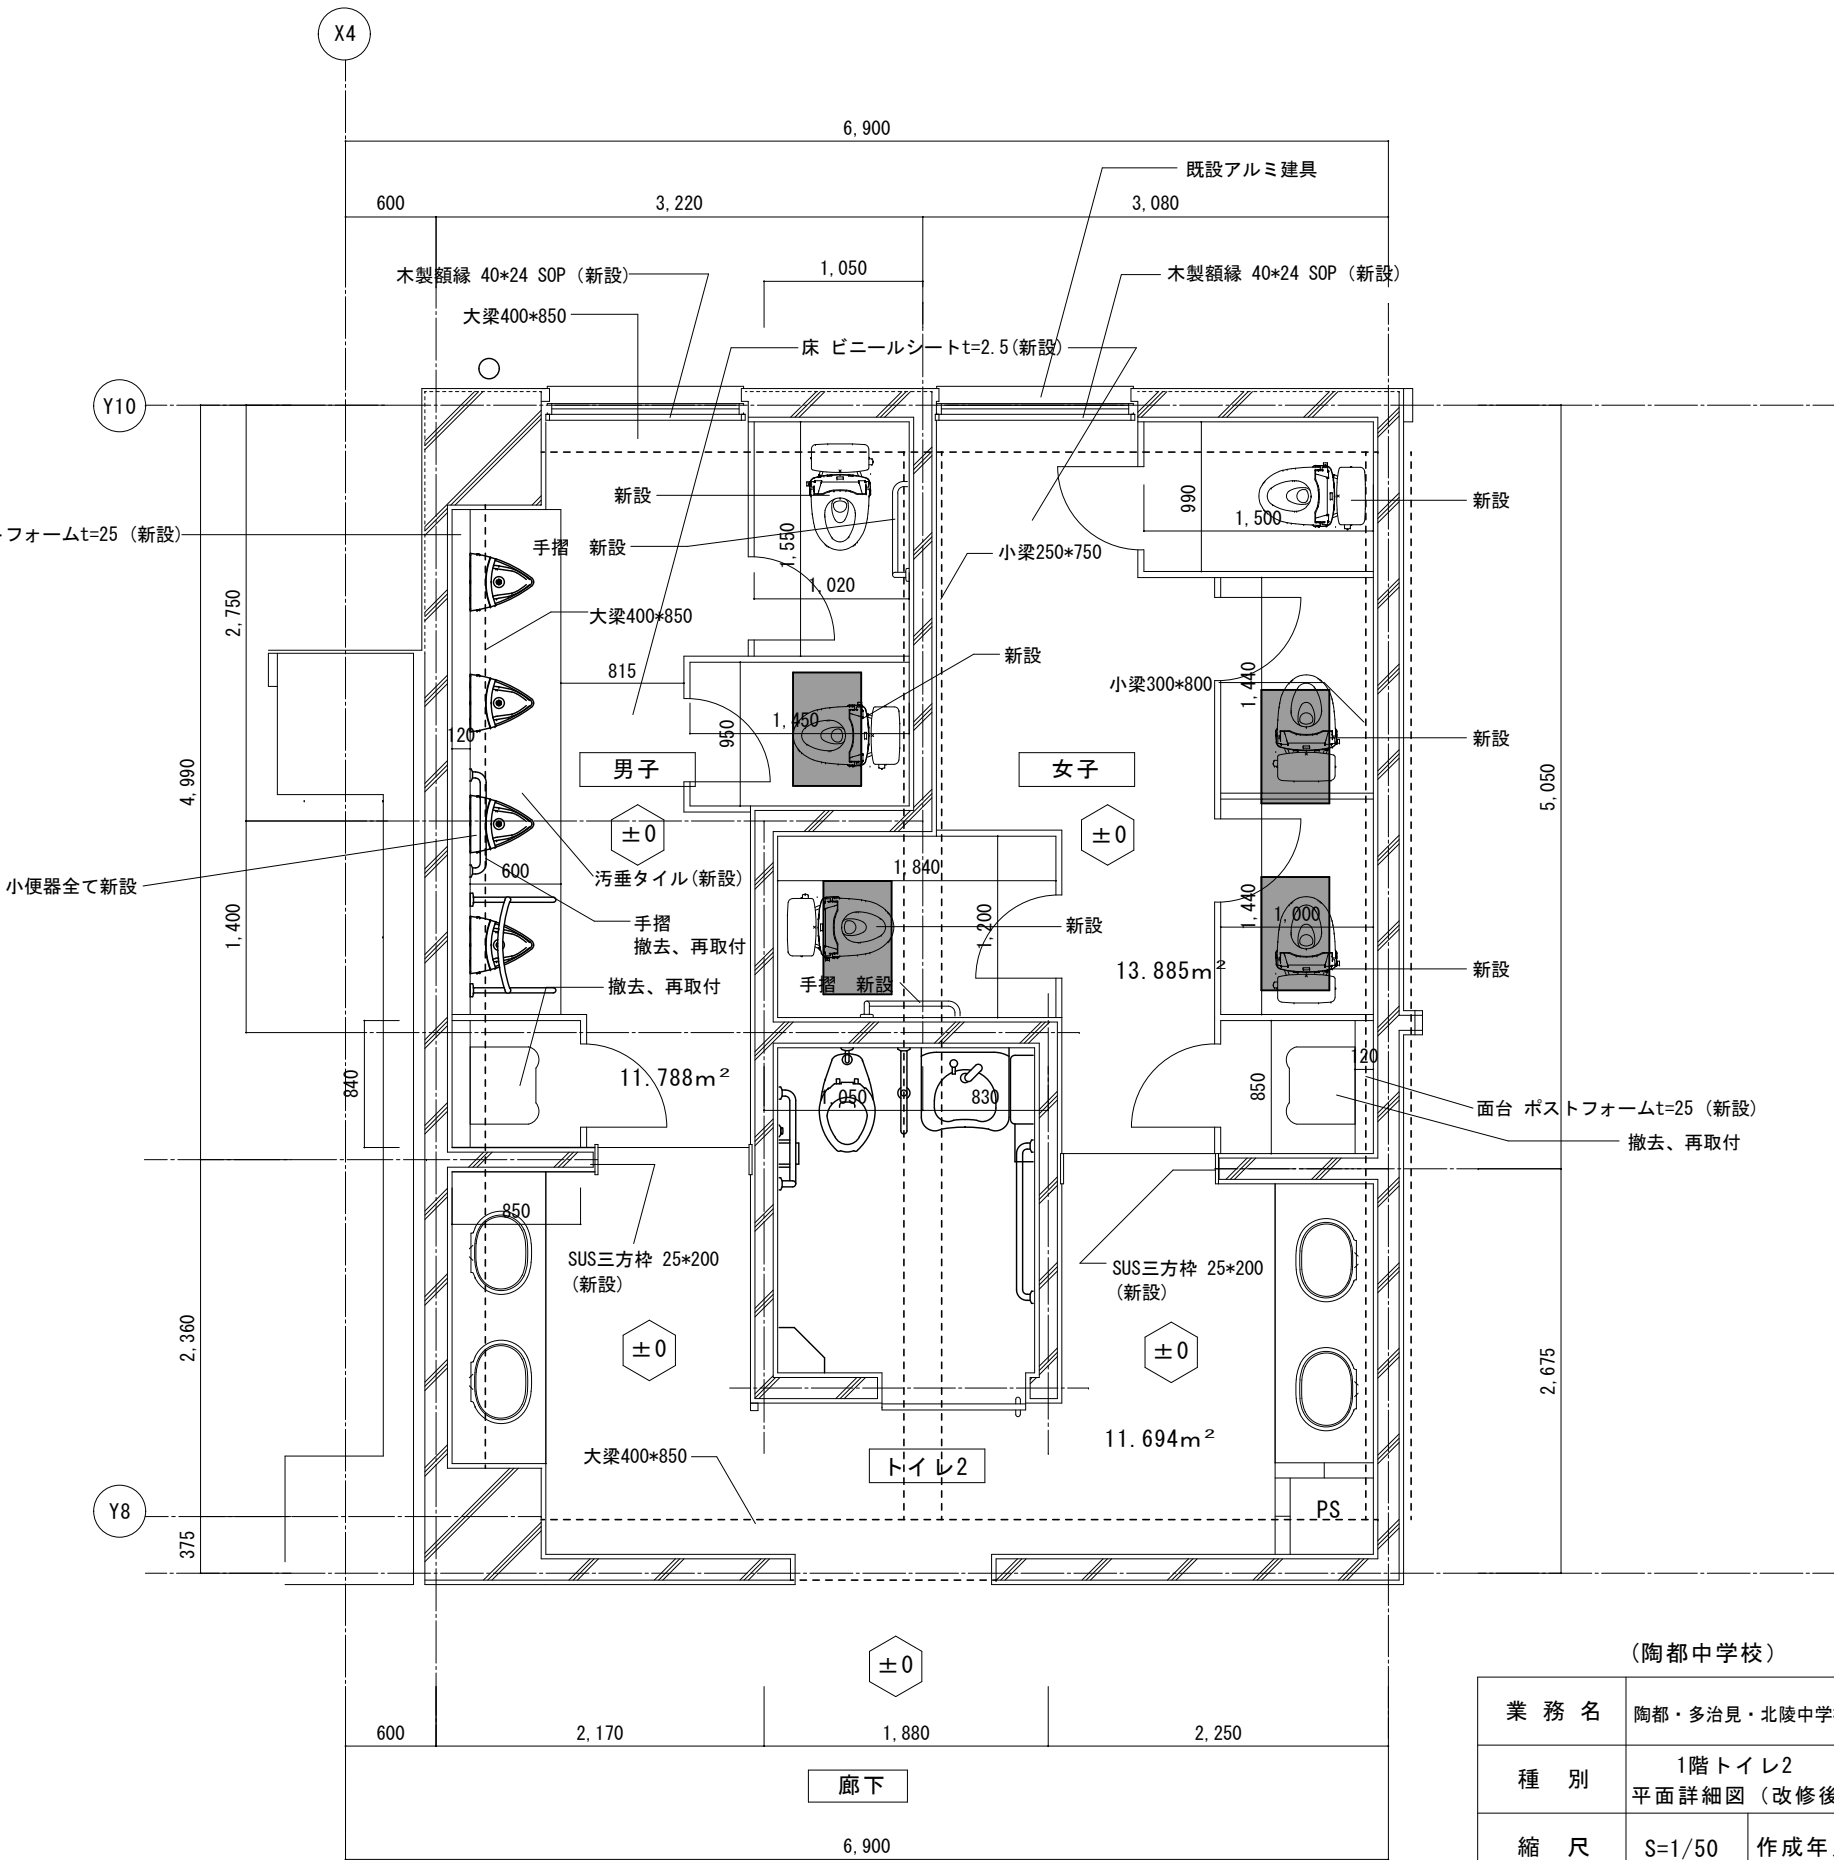 X4
6,900
既設アルミ建具
600
3,220
3,080
木製額縁 40*24 SOP (新設)
1,050
木製額縁 40*24 SOP (新設)
大梁400*850
床 ビニールシートt=2.5(新設)
Y10
新設
990
1,500
新設
フォームt=25 (新設)
手摺 新設
1,550
小梁250*750
1,020
2,750
大梁400*850
815
新設
小梁300*800
1,440
1,450
950
120
新設
男子
女子
4,990
5,050
±0
±0
小便器全て新設
600
汚垂タイル(新設)
1,840
手摺
撤去、再取付
1,400
1,200
新設
1,440
1,000
13.885m²
新設
撤去、再取付
手摺 新設
840
11.788m²
1,050
830
850
120
面台 ポストフォームt=25 (新設)
撤去、再取付
850
SUS三方枠 25*200
(新設)
SUS三方枠 25*200
(新設)
2,360
±0
±0
2,675
11.694m²
大梁400*850
トイレ2
Y8
PS
375
±0
(陶都中学校)
業務名
陶都・多治見・北陵中学
600
2,170
1,880
2,250
種別
1階トイレ2
平面詳細図 (改修後
廊下
縮尺
S=1/50
作成年
6,900